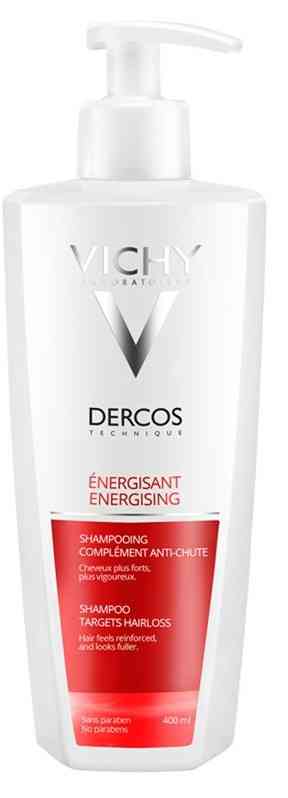 VICHY
LABORATOIRES
DERCOS
TECHNIQUE
ÉNERGISANT
ENERGISING
SHAMPOOING
COMPLÉMENT ANTI-CHUTE
Cheveux plus forts,
plus vigoureux.
SHAMPOO
TARGETS HAIRLOSS
Hair feels reinforced,
and looks fuller.
Sans paraben
No parabens
400 ml